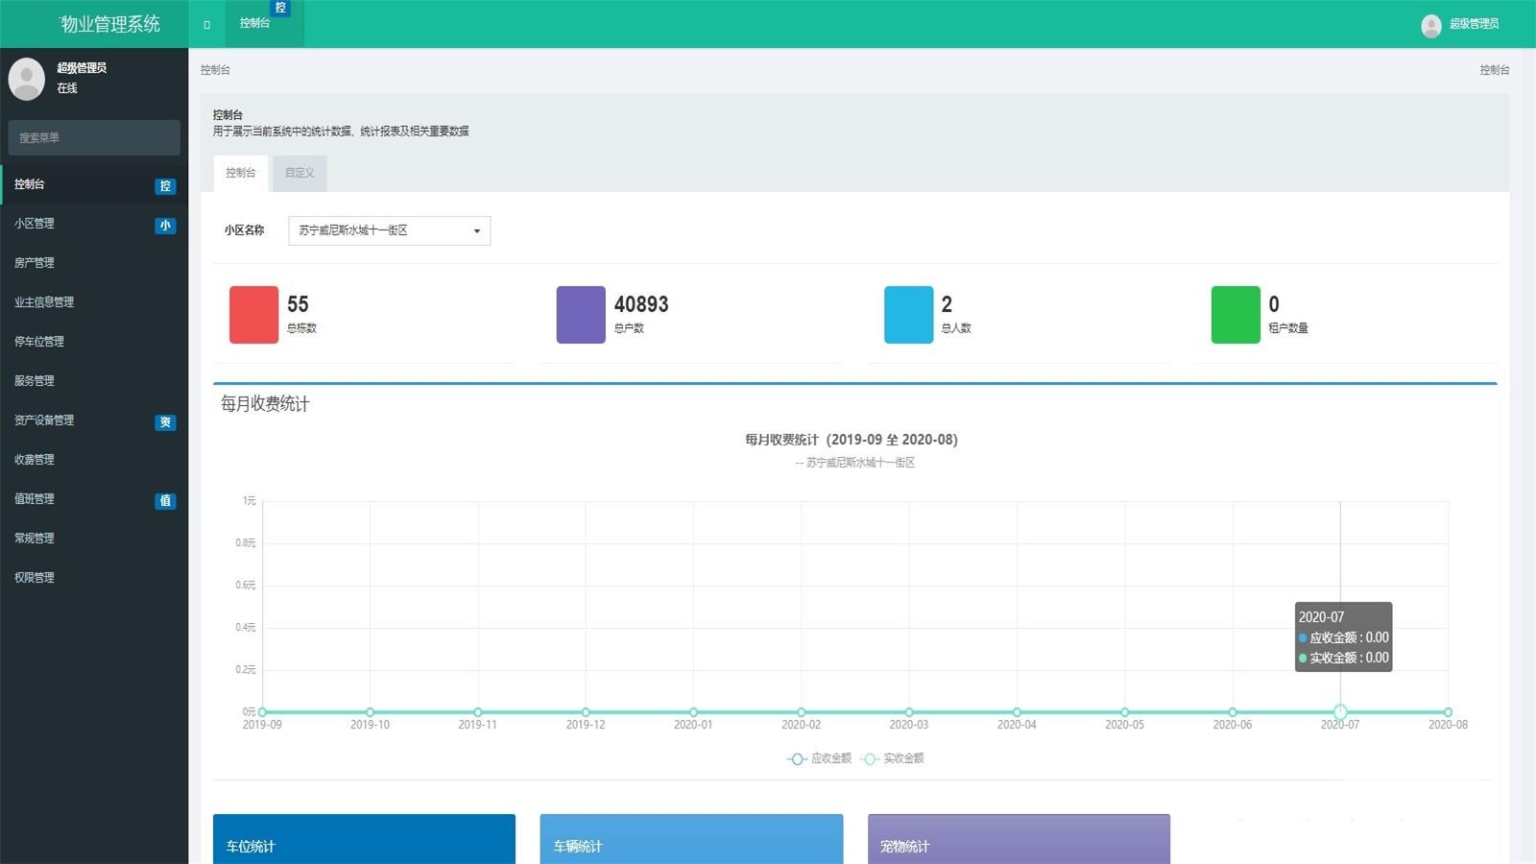 物业管理系统
控制台
控
超级管理员
超级管理员
在线
搜索菜单
控制台
控
小区管理
小
房产管理
业主信息管理
停车位管理
服务管理
资产设备管理
资
收费管理
值班管理
值
常规管理
权限管理
控制台
控制台
控制台
用于展示当前系统中的统计数据、统计报表及相关重要数据
控制台
自定义
小区名称
苏宁威尼斯水城十一街区
55
总栋数
40893
总户数
2
总人数
0
租户数量
每月收费统计
每月收费统计 (2019-09 至 2020-08)
-- 苏宁威尼斯水城十一街区
1元
0.8元
0.6元
0.4元
0.2元
0元
2020-07
应收金额 : 0.00
实收金额 : 0.00
2019-09 2019-10 2019-11 2019-12 2020-01 2020-02 2020-03 2020-04 2020-05 2020-06 2020-07 2020-08
应收金额 实收金额
车位统计
车辆统计
宠物统计